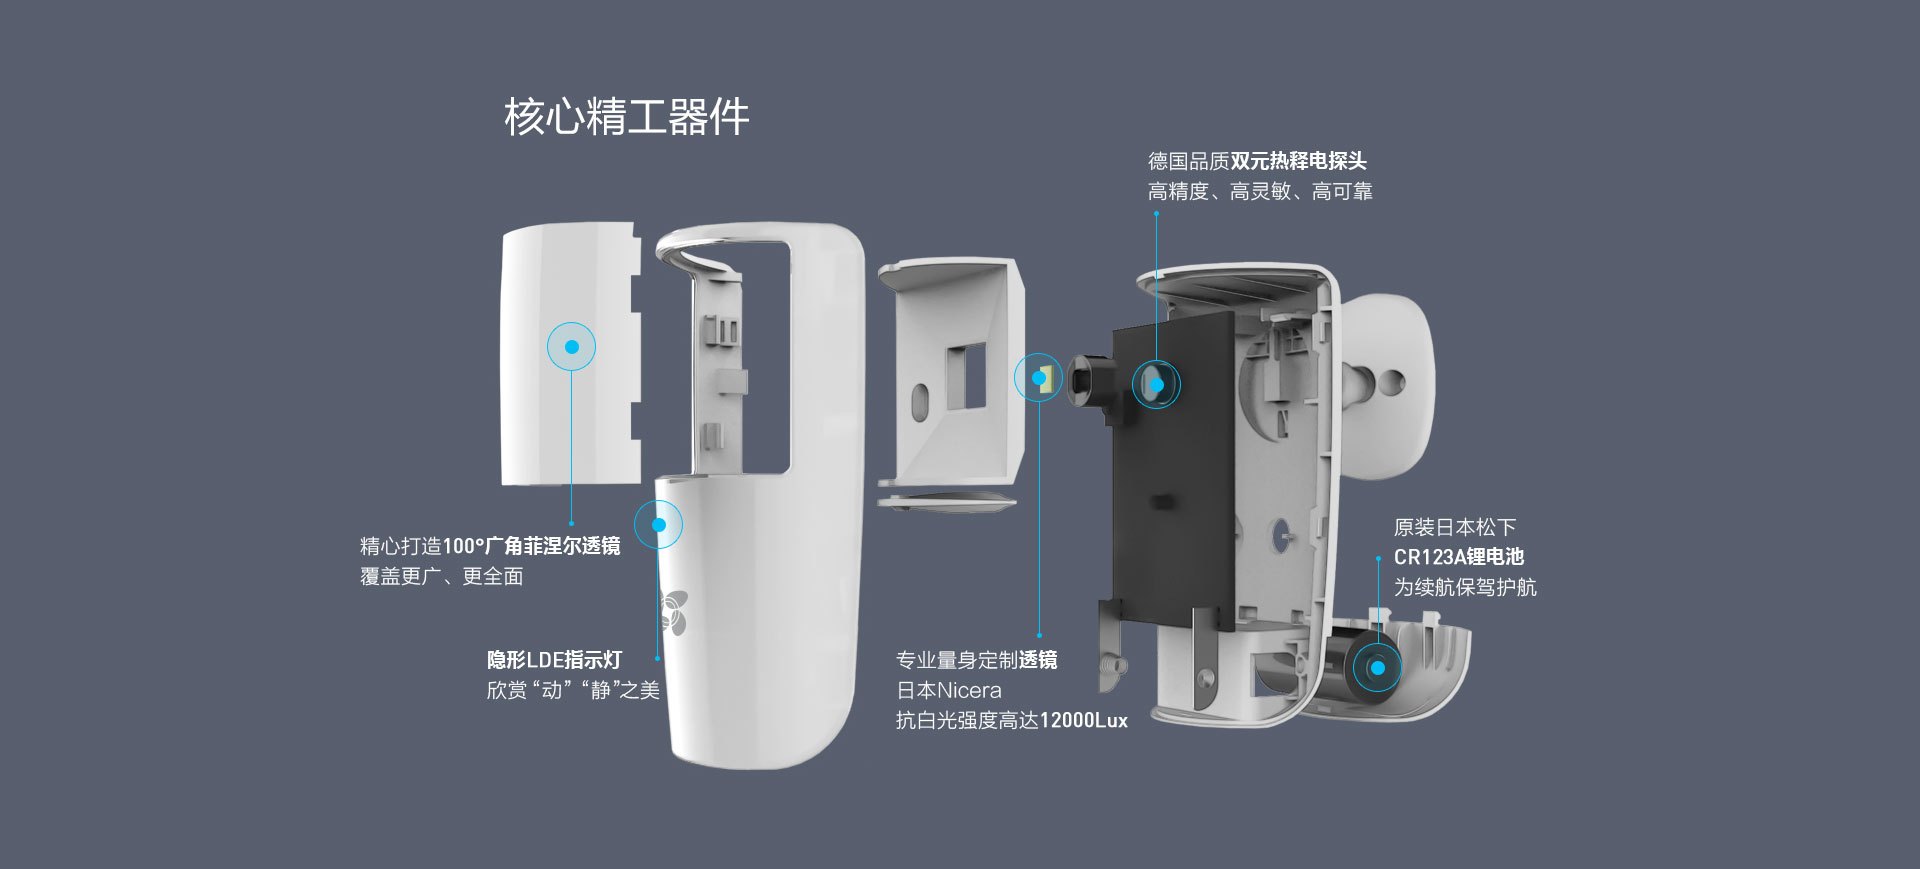 核心精工器件
德国品质双元热释电探头
高精度、高灵敏、高可靠
精心打造100°广角菲涅尔透镜
覆盖更广、更全面
原装日本松下
CR123A锂电池
为续航保驾护航
隐形LDE指示灯
欣赏“动”“静”之美
专业量身定制透镜
日本Nicera
抗白光强度高达12000Lux